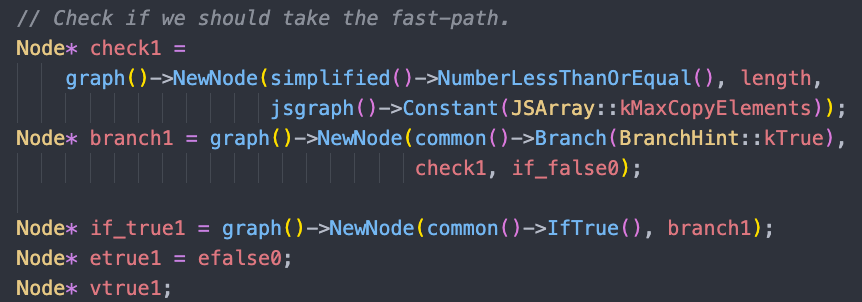 // Check if we should take the fast-path.
Node* check1 =
    graph()->NewNode(simplified()->NumberLessThanOrEqual(), length,
                     jsgraph()->Constant(JSArray::kMaxCopyElements));
Node* branch1 = graph()->NewNode(common()->Branch(BranchHint::kTrue),
                                 check1, if_false0);

Node* if_true1 = graph()->NewNode(common()->IfTrue(), branch1);
Node* etrue1 = efalse0;
Node* vtrue1;